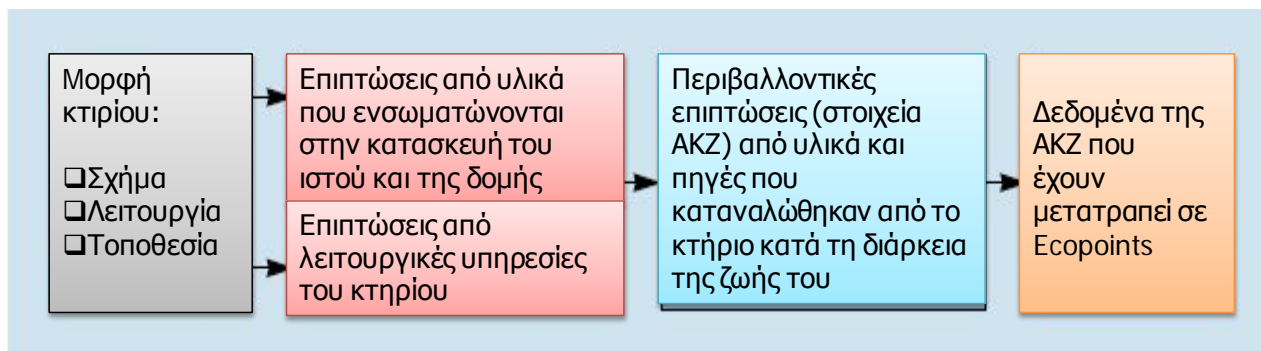 Μορφή
κτιρίου:
❑Σχήμα
❑Λειτουργία
❑Τοποθεσία
Επιπτώσεις από υλικά
που ενσωματώνονται
στην κατασκευή του
ιστού και της δομής
Επιπτώσεις από
λειτουργικές υπηρεσίες
του κτηρίου
Περιβαλλοντικές
επιπτώσεις (στοιχεία
ΑΚΖ) από υλικά και
πηγές που
καταναλώθηκαν από το
κτήριο κατά τη διάρκεια
της ζωής του
Δεδομένα της
ΑΚΖ που
έχουν
μετατραπεί σε
Ecopoints